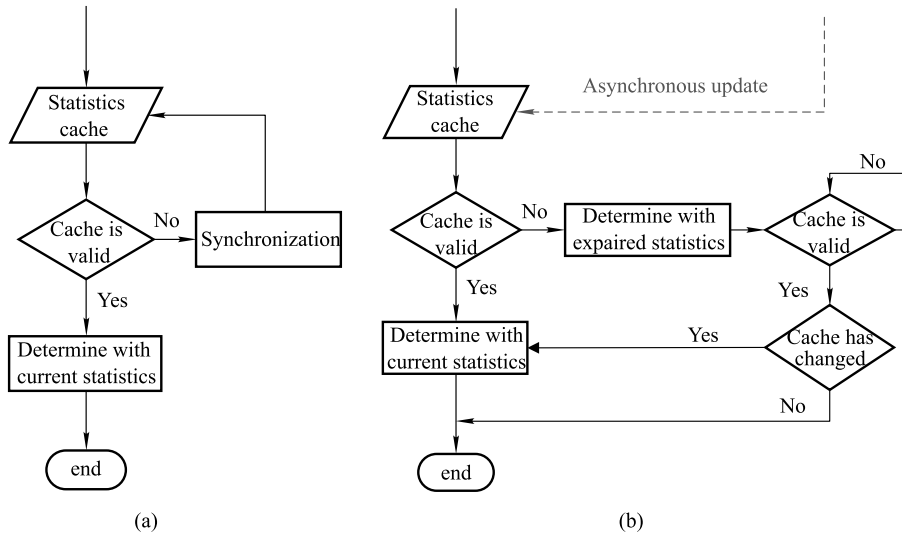 Statistics
cache
Cache is
valid
No
Synchronization
Yes
Determine with
current statistics
end
(a)
Asynchronous update
Statistics
cache
Cache is
valid
No
Determine with
expaired statistics
Cache is
valid
No
Yes
Yes
Determine with
current statistics
Yes
Cache has
changed
No
end
(b)